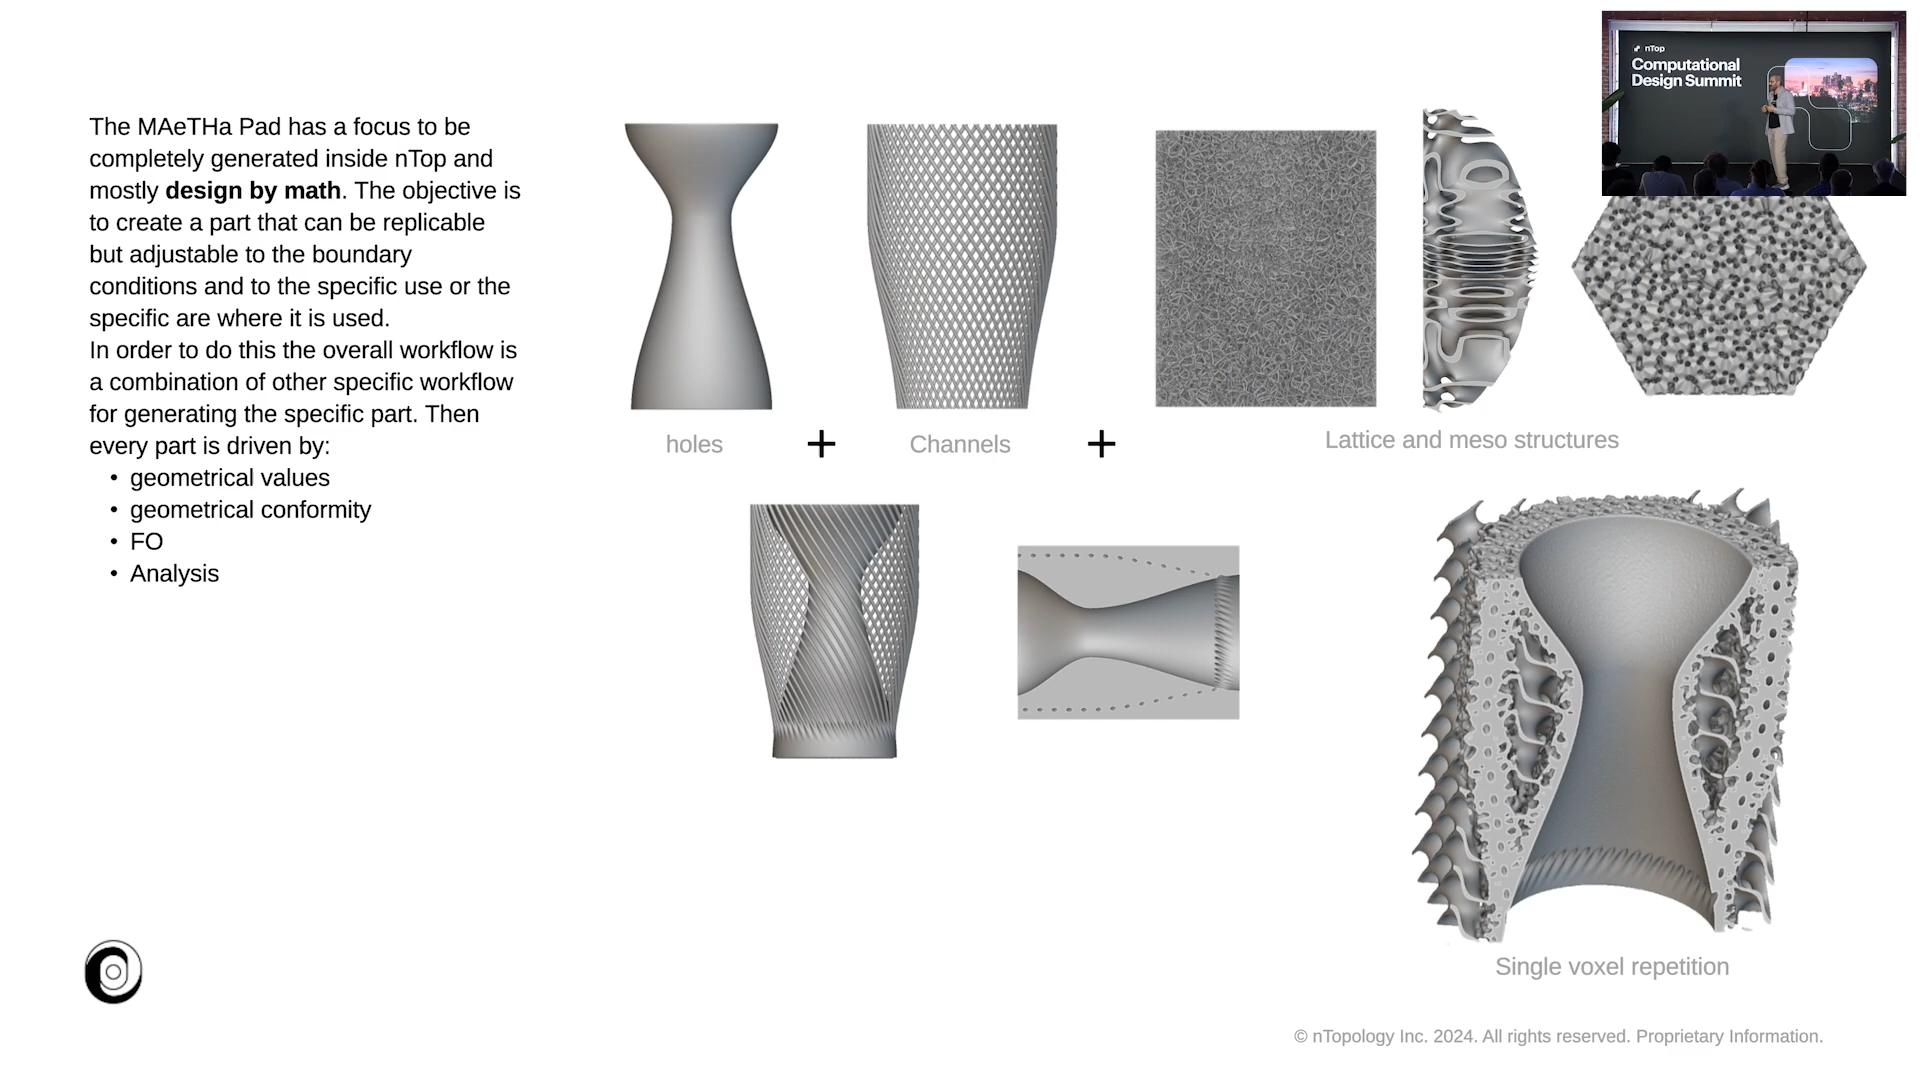 nTop
Computational
Design Summit
The MAeTHa Pad has a focus to be
completely generated inside nTop and
mostly design by math. The objective is
to create a part that can be replicable
but adjustable to the boundary
conditions and to the specific use or the
specific are where it is used.
In order to do this the overall workflow is
a combination of other specific workflow
for generating the specific part. Then
every part is driven by:
• geometrical values
• geometrical conformity
• FO
• Analysis
holes + Channels + Lattice and meso structures
Single voxel repetition
© nTopology Inc. 2024. All rights reserved. Proprietary Information.